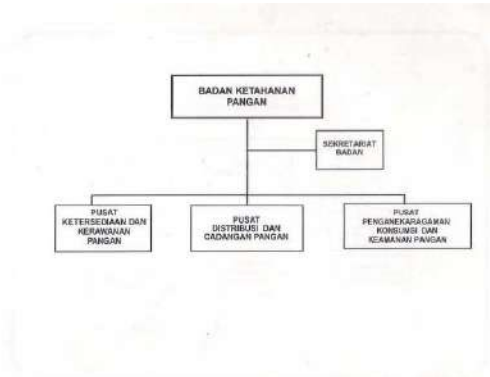 BADAN KETAHANAN
PANGAN
SEKRETARIAT
BADAN
PUSAT
KETERSEDIAAN DAN
KERAWANAN
PANGAN
PUSAT
DISTRIBUSI DAN
CADANGAN PANGAN
PUSAT
PENGANEKARAGAMAN
KONSUMSI DAN
KEAMANAN PANGAN